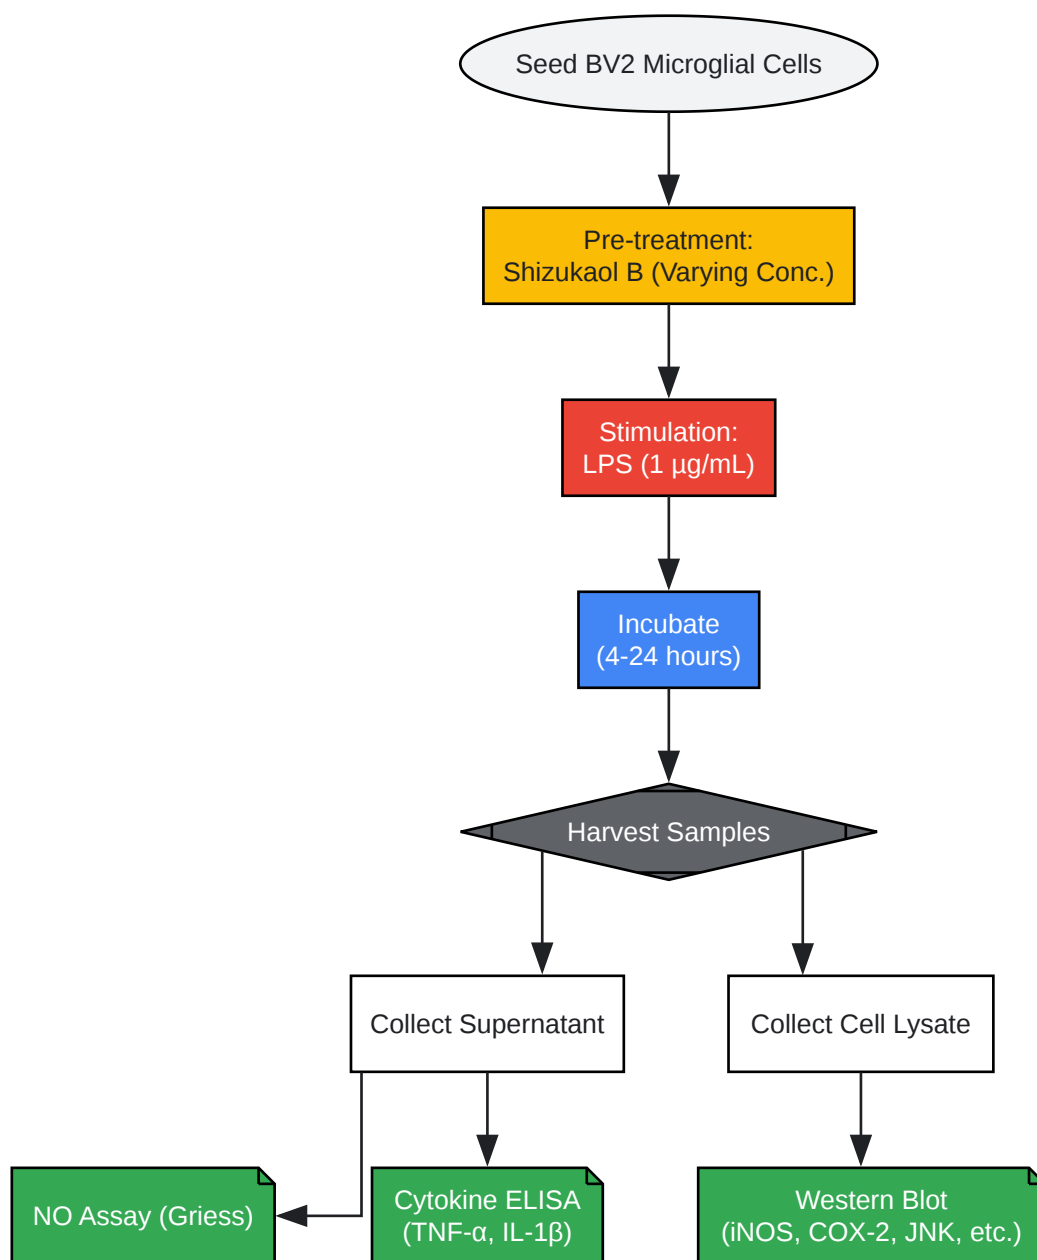 Seed BV2 Microglial Cells
Pre-treatment:
Shizukaol B (Varying Conc.)
Stimulation:
LPS (1 µg/mL)
Incubate
(4-24 hours)
Harvest Samples
Collect Supernatant
Collect Cell Lysate
NO Assay (Griess)
Cytokine ELISA
(TNF-α, IL-1β)
Western Blot
(iNOS, COX-2, JNK, etc.)